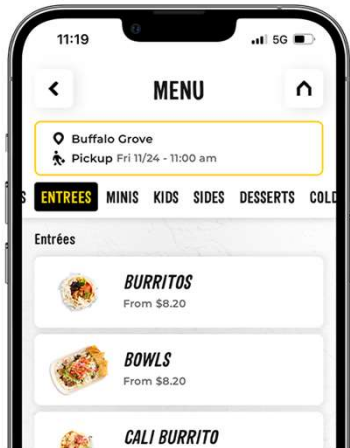 11:19 5G
MENU
Buffalo Grove
Pickup Fri 11/24 - 11:00 am
S ENTREES MINIS KIDS SIDES DESSERTS COLD
Entrées
BURRITOS
From $8.20
BOWLS
From $8.20
CALI BURRITO